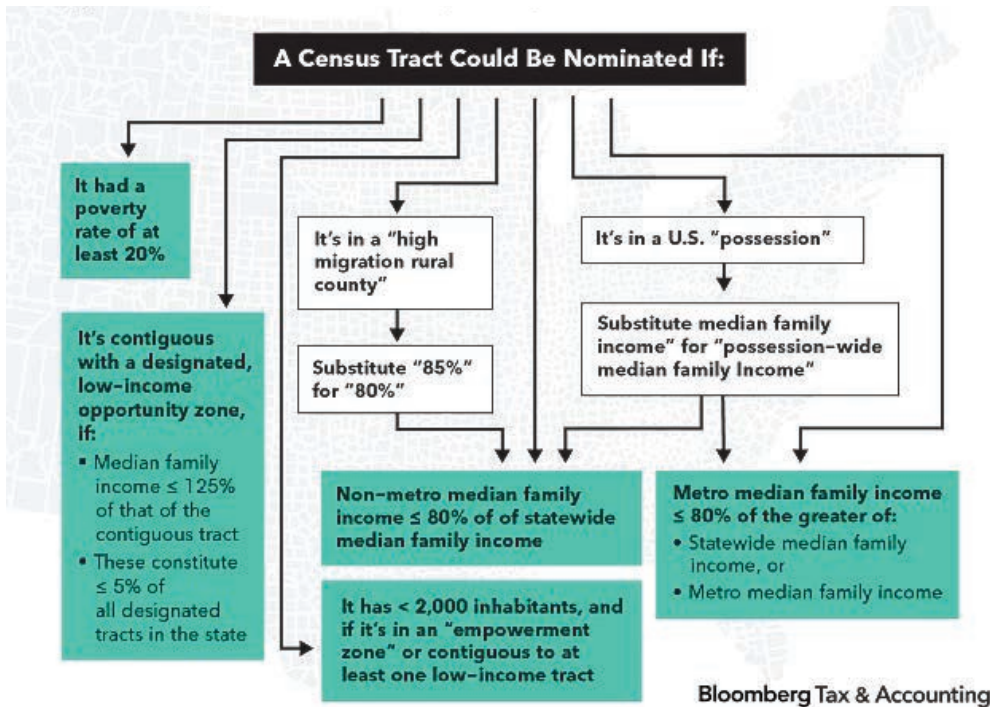 A Census Tract Could Be Nominated If:
It had a
poverty
rate of at
least 20%
It's contiguous
with a designated,
low-income
opportunity zone,
if:
▪ Median family
income ≤ 125%
of that of the
contiguous tract
▪ These constitute
≤ 5% of
all designated
tracts in the state
It's in a "high
migration rural
county"
Substitute "85%"
for "80%"
It's in a U.S. "possession"
Substitute median family
income" for "possession-wide
median family Income"
Non-metro median family
income ≤ 80% of of statewide
median family income
Metro median family income
≤ 80% of the greater of:
• Statewide median family
income, or
• Metro median family income
It has < 2,000 inhabitants, and
if it's in an "empowerment
zone" or contiguous to at
least one low-income tract
Bloomberg Tax & Accounting